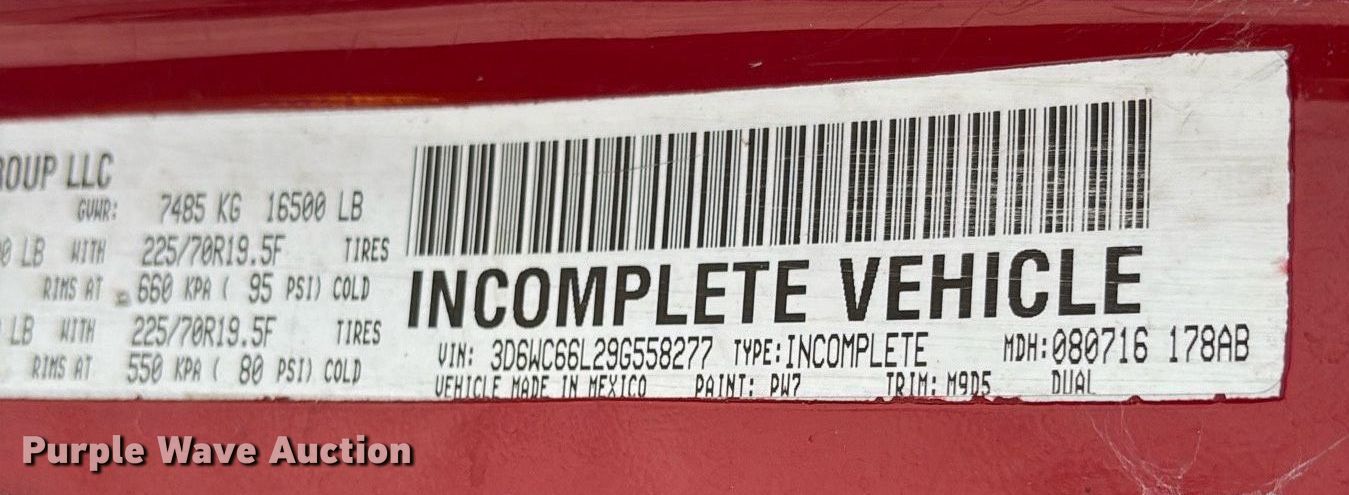 ROUP LLC
GVWR: 7485 KG 16500 LB
0 LB WITH 225/70R19.5F TIRES
RIMS AT 660 KPA ( 95 PSI) COLD
LB WITH 225/70R19.5F TIRES
RIMS AT 550 KPA ( 80 PSI) COLD
INCOMPLETE VEHICLE
VIN: 3D6WC66L29G558277 TYPE: INCOMPLETE MDH: 080716 178AB
VEHICLE MADE IN MEXICO PAINT: PW7 TRIM: M9D5 DUAL
Purple Wave Auction